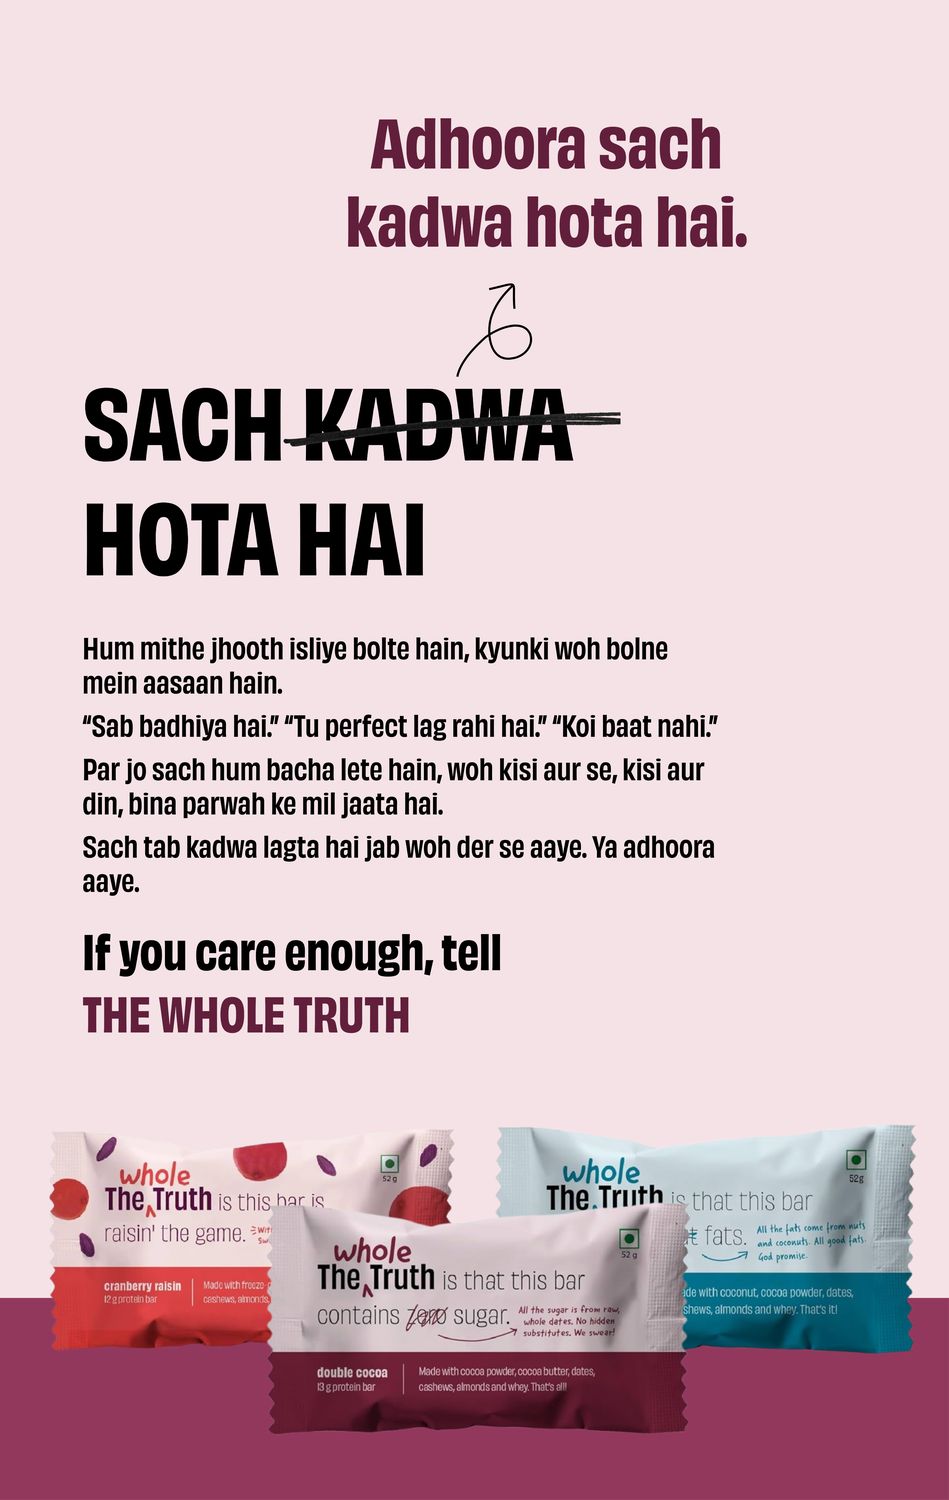 Adhoora sach
kadwa hota hai.
SACH KADWA
HOTA HAI
Hum mithe jhooth isliye bolte hain, kyunki woh bolne
mein aasaan hain.
“Sab badhiya hai.” “Tu perfect lag rahi hai.” “Koi baat nahi.”
Par jo sach hum bacha lete hain, woh kisi aur se, kisi aur
din, bina parwah ke mil jaata hai.
Sach tab kadwa lagta hai jab woh der se aaye. Ya adhoora
aaye.
If you care enough, tell
THE WHOLE TRUTH
whole
The Truth is this bar is
raisin' the game.
52 g
cranberry raisin
12 g protein bar
Made with freeze-
cashews, almonds
whole
The Truth is that this bar
fats.
All the fats come from nuts
and coconuts. All good fats.
God promise.
52g
with coconut, cocoa powder, dates,
almonds and whey. That's it!
whole
The Truth is that this bar
contains zero sugar.
All the sugar is from raw,
whole dates. No hidden
substitutes. We swear!
52 g
double cocoa
13 g protein bar
Made with cocoa powder, cocoa butter, dates,
cashews, almonds and whey. That's all!